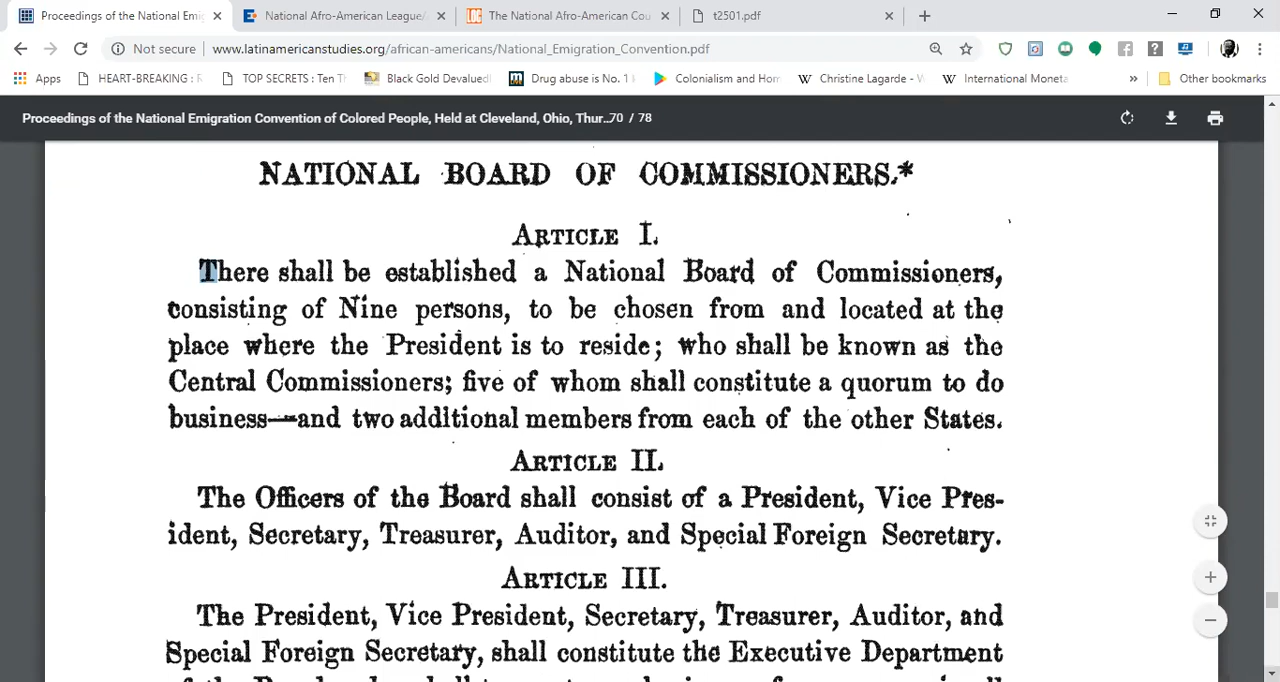 Proceedings of the National Emig
National Afro-American League/
The National Afro-American Cou
t2501.pdf
Not secure
www.latinamericanstudies.org/african-americans/National_Emigration_Convention.pdf
Apps
HEART-BREAKING : R
TOP SECRETS : Ten Th
Black Gold Devalued
Drug abuse is No. 1 k
Colonialism and Hom
Christine Lagarde - W
International Moneta
»
Other bookmarks
Proceedings of the National Emigration Convention of Colored People, Held at Cleveland, Ohio, Thur...
70 / 78
NATIONAL BOARD OF COMMISSIONERS.*
ARTICLE I.
There shall be established a National Board of Commissioners,
consisting of Nine persons, to be chosen from and located at the
place where the President is to reside; who shall be known as the
Central Commissioners; five of whom shall constitute a quorum to do
business—and two additional members from each of the other States.
ARTICLE II.
The Officers of the Board shall consist of a President, Vice Pres-
ident, Secretary, Treasurer, Auditor, and Special Foreign Secretary.
ARTICLE III.
The President, Vice President, Secretary, Treasurer, Auditor, and
Special Foreign Secretary, shall constitute the Executive Department